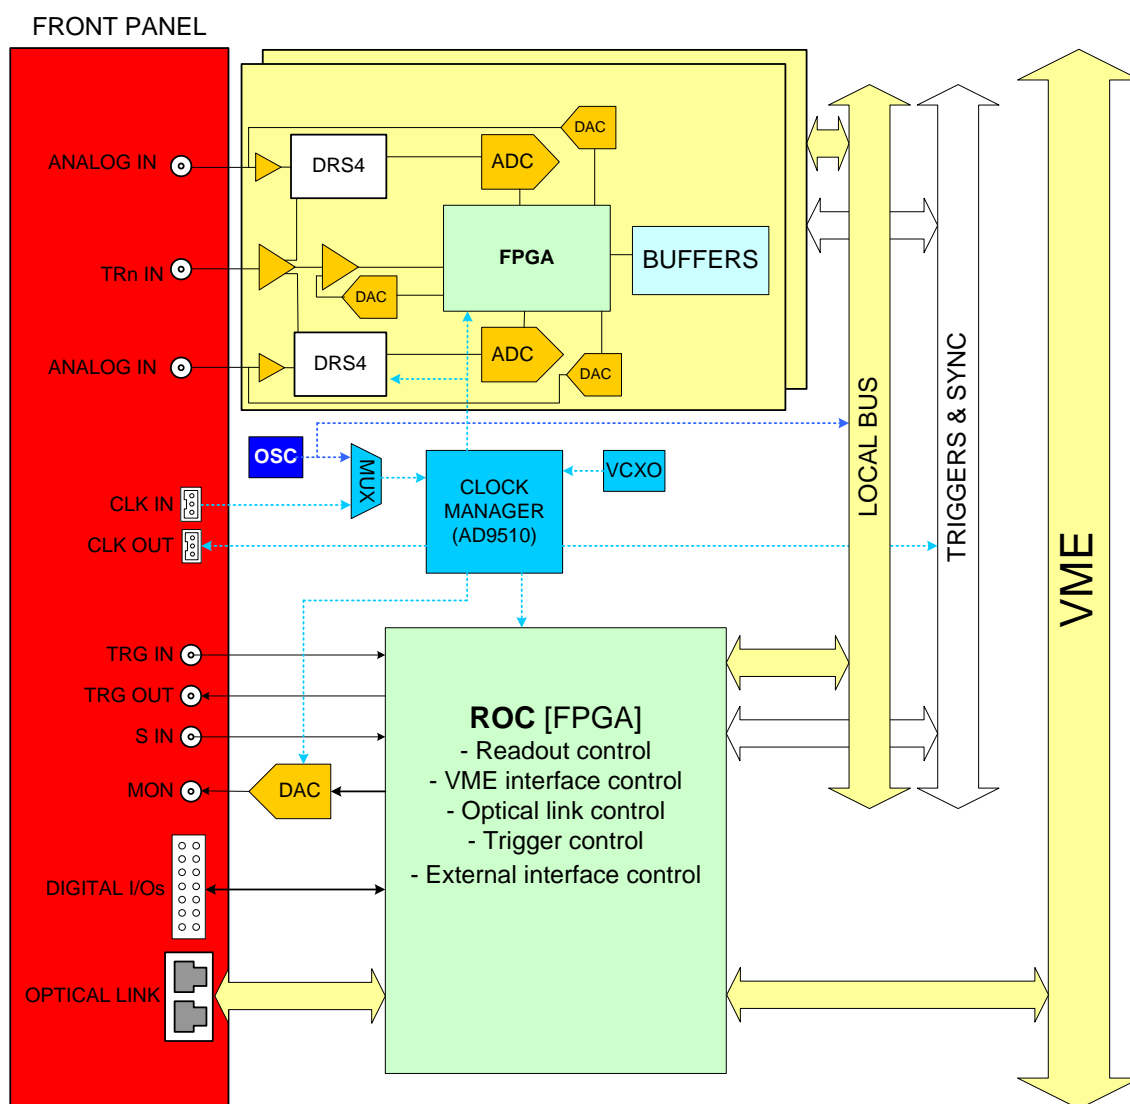 FRONT PANEL
ANALOG IN
DRS4
ADC
DAC
TRn IN
DAC
FPGA
BUFFERS
ANALOG IN
DRS4
ADC
DAC
OSC
MUX
CLOCK
MANAGER
(AD9510)
VCXO
CLK IN
CLK OUT
LOCAL BUS
TRIGGERS & SYNC
VME
TRG IN
TRG OUT
S IN
MON
DAC
ROC [FPGA]
- Readout control
- VME interface control
- Optical link control
- Trigger control
- External interface control
DIGITAL I/Os
OPTICAL LINK